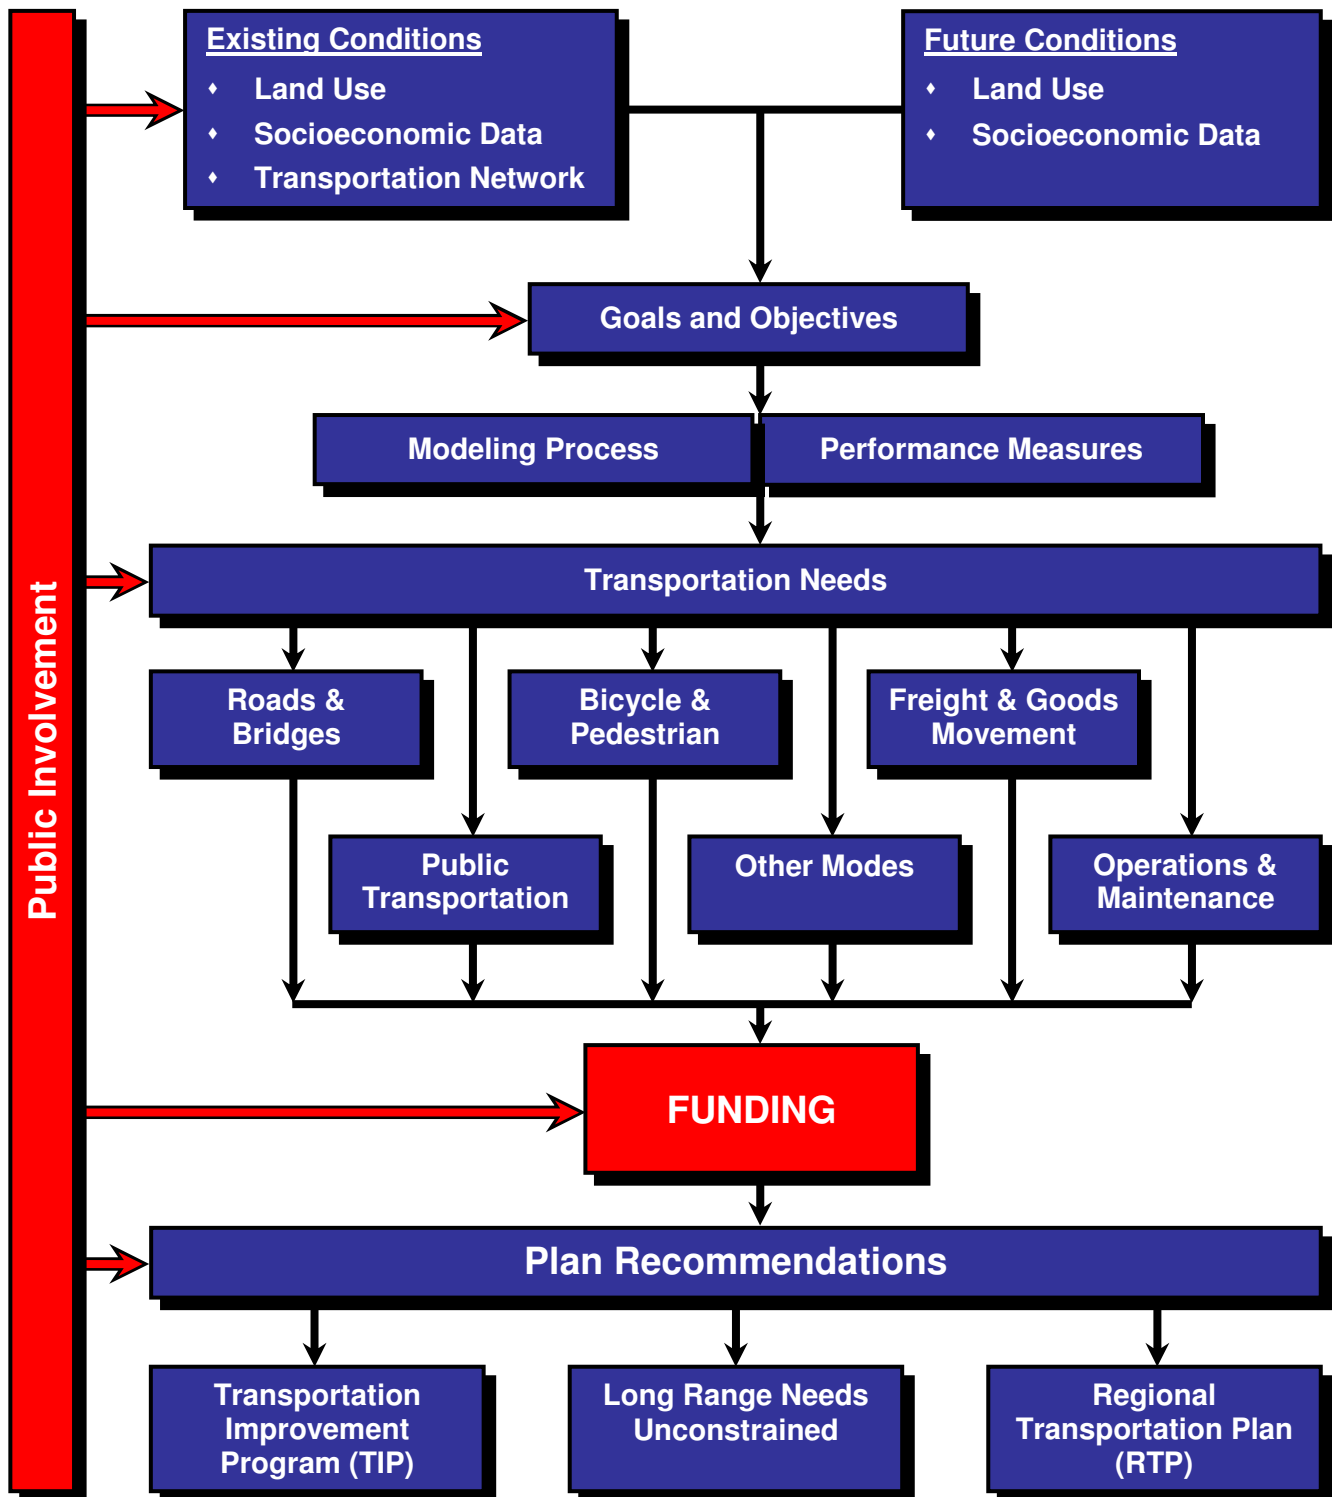 Public Involvement
Existing Conditions
⬧ Land Use
⬧ Socioeconomic Data
⬧ Transportation Network
Future Conditions
⬧ Land Use
⬧ Socioeconomic Data
Goals and Objectives
Modeling Process
Performance Measures
Transportation Needs
Roads &
Bridges
Bicycle &
Pedestrian
Freight & Goods
Movement
Public
Transportation
Other Modes
Operations &
Maintenance
FUNDING
Plan Recommendations
Transportation
Improvement
Program (TIP)
Long Range Needs
Unconstrained
Regional
Transportation Plan
(RTP)